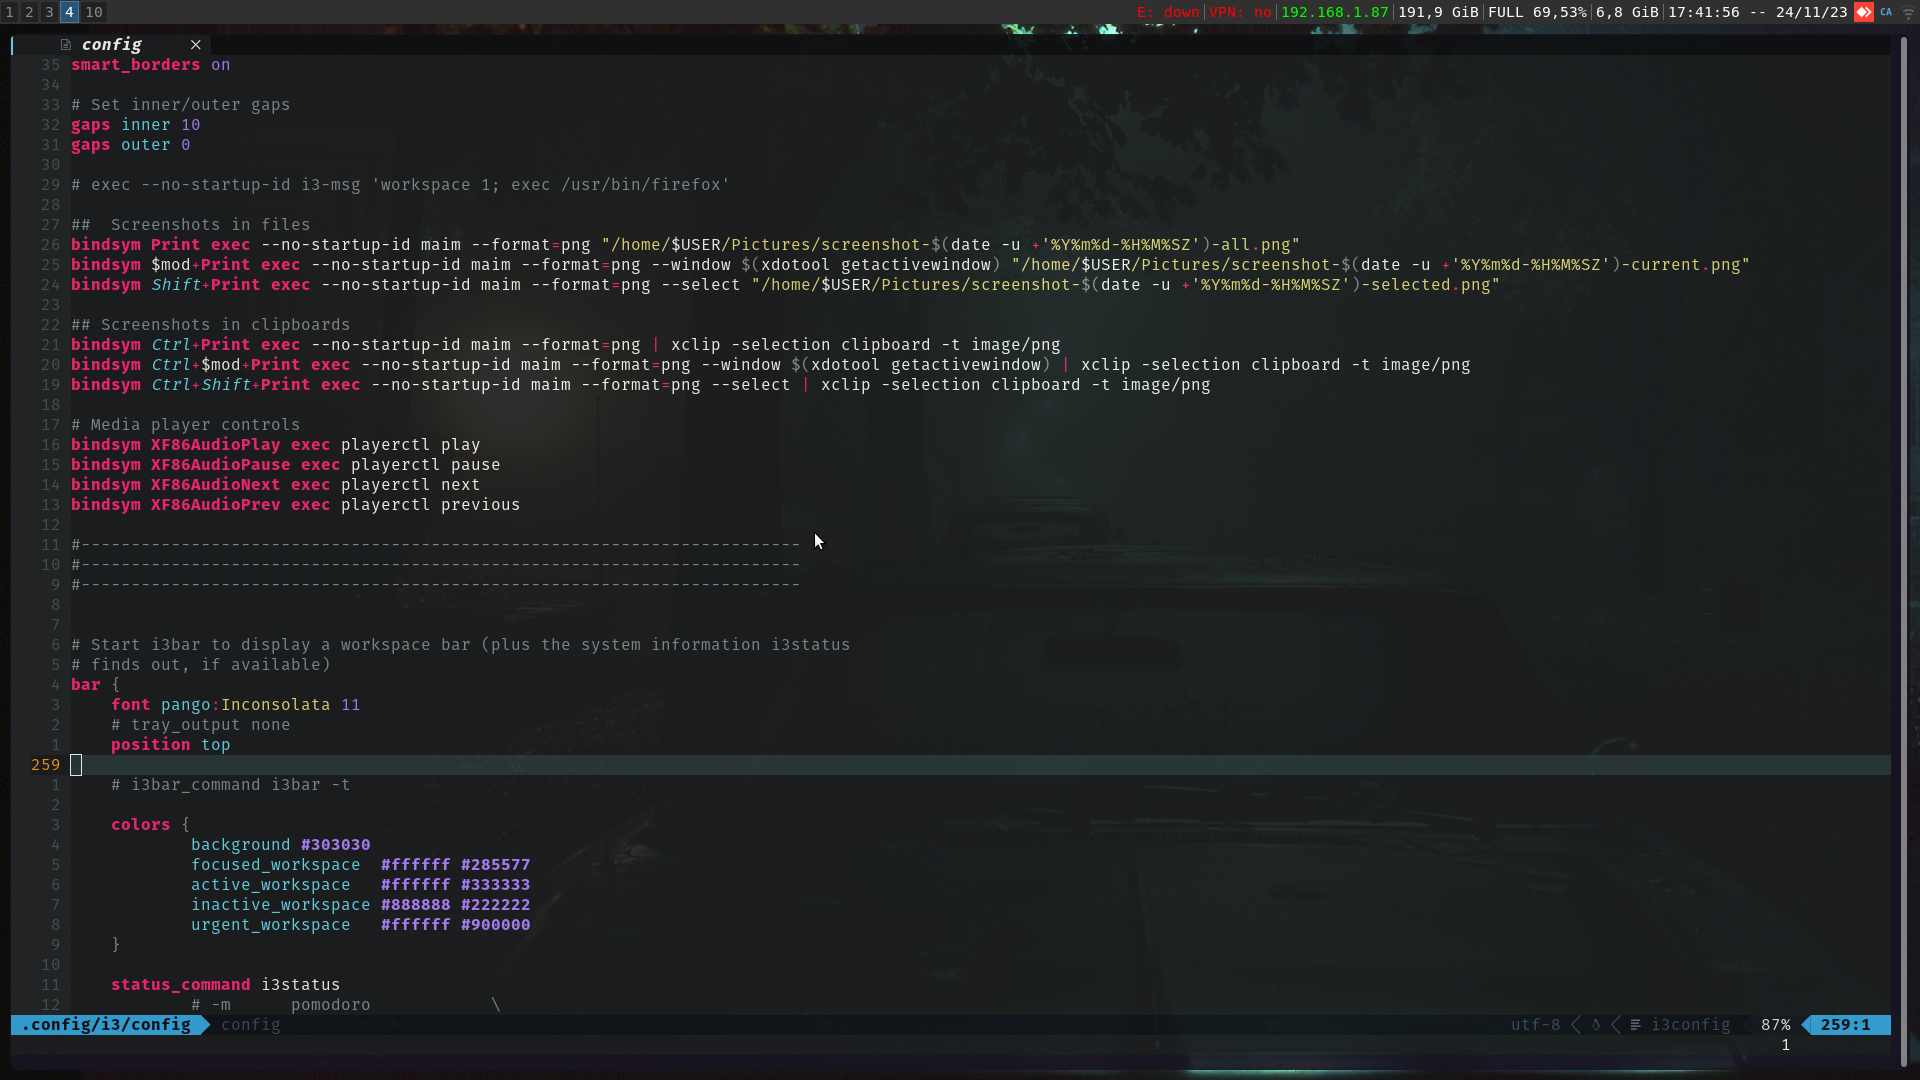 1 2 3 4 10 E: down|VPN: no|192.168.1.87|191,9 GiB|FULL 69,53%|6,8 GiB|17:41:56 -- 24/11/23 CA
config ×
35 smart_borders on
34
33 # Set inner/outer gaps
32 gaps inner 10
31 gaps outer 0
30
29 # exec --no-startup-id i3-msg 'workspace 1; exec /usr/bin/firefox'
28
27 ##  Screenshots in files
26 bindsym Print exec --no-startup-id maim --format=png "/home/$USER/Pictures/screenshot-$(date -u +'%Y%m%d-%H%M%SZ')-all.png"
25 bindsym $mod+Print exec --no-startup-id maim --format=png --window $(xdotool getactivewindow) "/home/$USER/Pictures/screenshot-$(date -u +'%Y%m%d-%H%M%SZ')-current.png"
24 bindsym Shift+Print exec --no-startup-id maim --format=png --select "/home/$USER/Pictures/screenshot-$(date -u +'%Y%m%d-%H%M%SZ')-selected.png"
23
22 ## Screenshots in clipboards
21 bindsym Ctrl+Print exec --no-startup-id maim --format=png | xclip -selection clipboard -t image/png
20 bindsym Ctrl+$mod+Print exec --no-startup-id maim --format=png --window $(xdotool getactivewindow) | xclip -selection clipboard -t image/png
19 bindsym Ctrl+Shift+Print exec --no-startup-id maim --format=png --select | xclip -selection clipboard -t image/png
18
17 # Media player controls
16 bindsym XF86AudioPlay exec playerctl play
15 bindsym XF86AudioPause exec playerctl pause
14 bindsym XF86AudioNext exec playerctl next
13 bindsym XF86AudioPrev exec playerctl previous
12
11 #------------------------------------------------------------------------
10 #------------------------------------------------------------------------
9 #------------------------------------------------------------------------
8
7
6 # Start i3bar to display a workspace bar (plus the system information i3status
5 # finds out, if available)
4 bar {
3     font pango:Inconsolata 11
2     # tray_output none
1     position top
259
1     # i3bar_command i3bar -t
2
3     colors {
4             background #303030
5             focused_workspace  #ffffff #285577
6             active_workspace   #ffffff #333333
7             inactive_workspace #888888 #222222
8             urgent_workspace   #ffffff #900000
9     }
10
11     status_command i3status
12             # -m      pomodoro            \
.config/i3/config config utf-8 i3config 87% 259:1
1